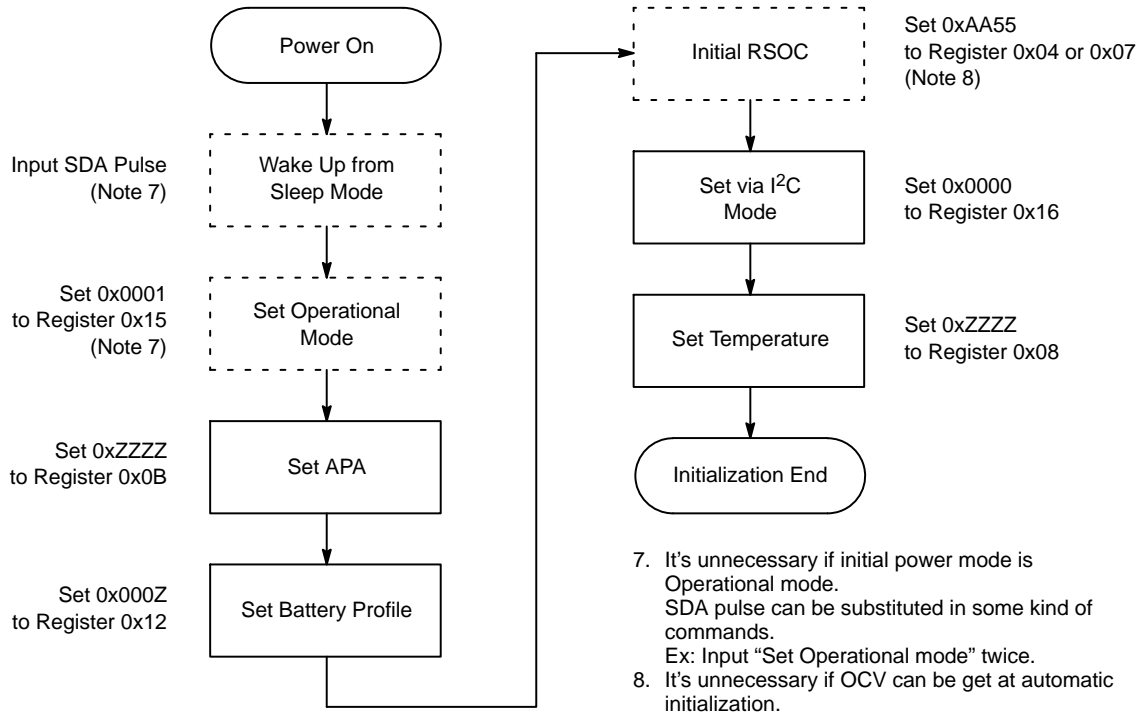 Power On
Input SDA Pulse
(Note 7)
Wake Up from
Sleep Mode
Set 0x0001
to Register 0x15
(Note 7)
Set Operational
Mode
Set 0xZZZZ
to Register 0x0B
Set APA
Set 0x000Z
to Register 0x12
Set Battery Profile
Initial RSOC
Set 0xAA55
to Register 0x04 or 0x07
(Note 8)
Set via I²C
Mode
Set 0x0000
to Register 0x16
Set Temperature
Set 0xZZZZ
to Register 0x08
Initialization End
7. It's unnecessary if initial power mode is
Operational mode.
SDA pulse can be substituted in some kind of
commands.
Ex: Input “Set Operational mode” twice.
8. It's unnecessary if OCV can be get at automatic
initialization.